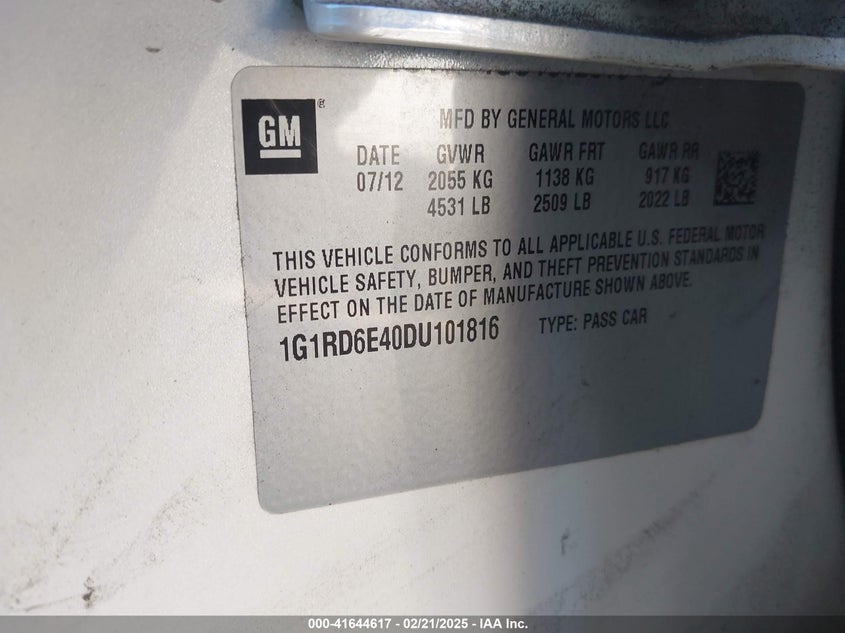 GM ®
MFD BY GENERAL MOTORS LLC
DATE GVWR GAWR FRT GAWR RR
07/12 2055 KG 1138 KG 917 KG
4531 LB 2509 LB 2022 LB
THIS VEHICLE CONFORMS TO ALL APPLICABLE U.S. FEDERAL MOTOR
VEHICLE SAFETY, BUMPER, AND THEFT PREVENTION STANDARDS IN
EFFECT ON THE DATE OF MANUFACTURE SHOWN ABOVE.
1G1RD6E40DU101816 TYPE: PASS CAR
000-41644617 - 02/21/2025 - IAA Inc.